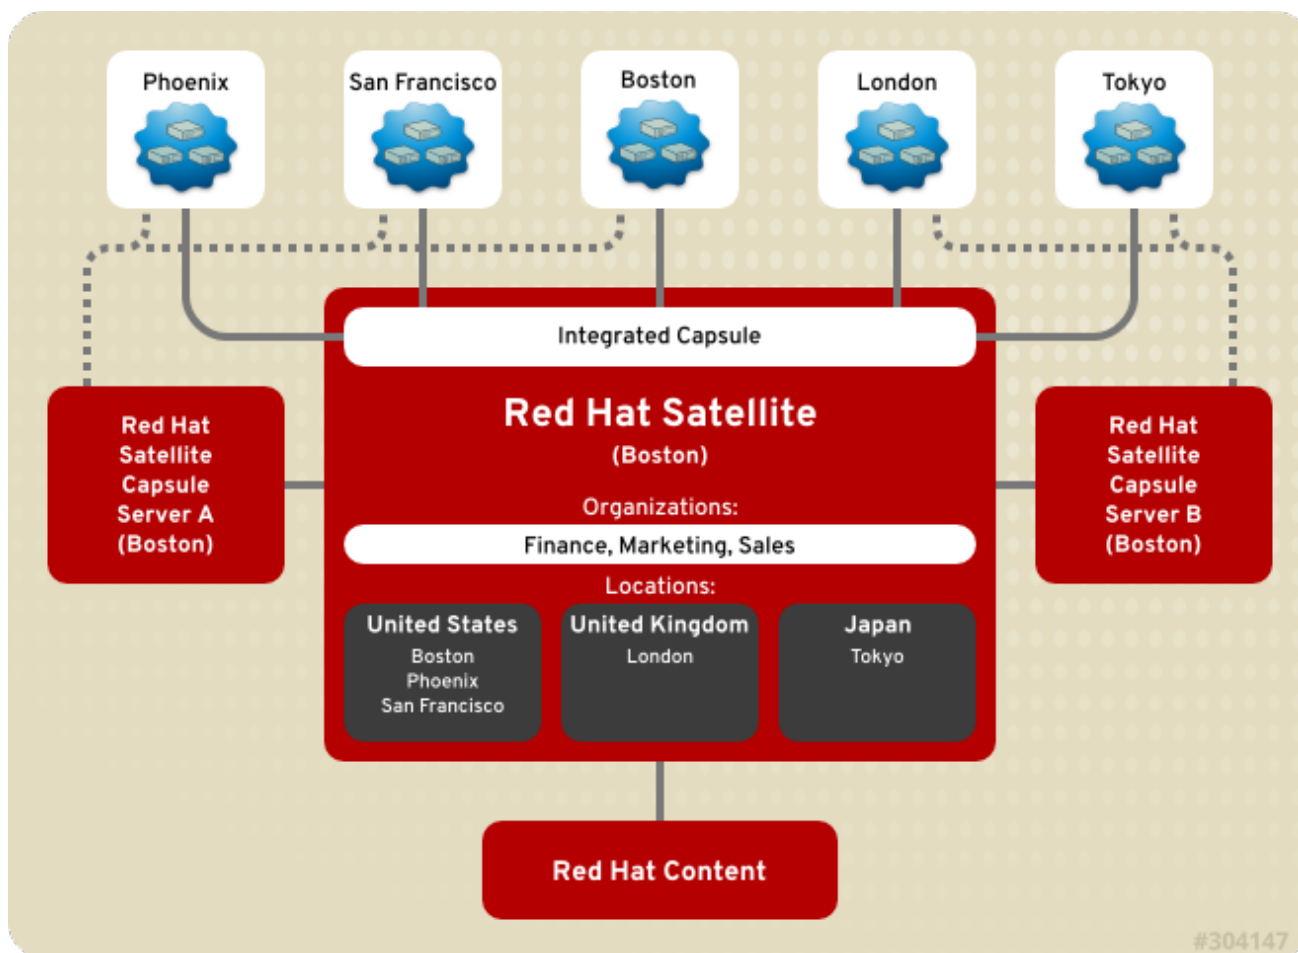 Phoenix
San Francisco
Boston
London
Tokyo
Integrated Capsule
Red Hat Satellite
(Boston)
Red Hat
Satellite
Capsule
Server A
(Boston)
Red Hat
Satellite
Capsule
Server B
(Boston)
Organizations:
Finance, Marketing, Sales
Locations:
United States
Boston
Phoenix
San Francisco
United Kingdom
London
Japan
Tokyo
Red Hat Content
#304147